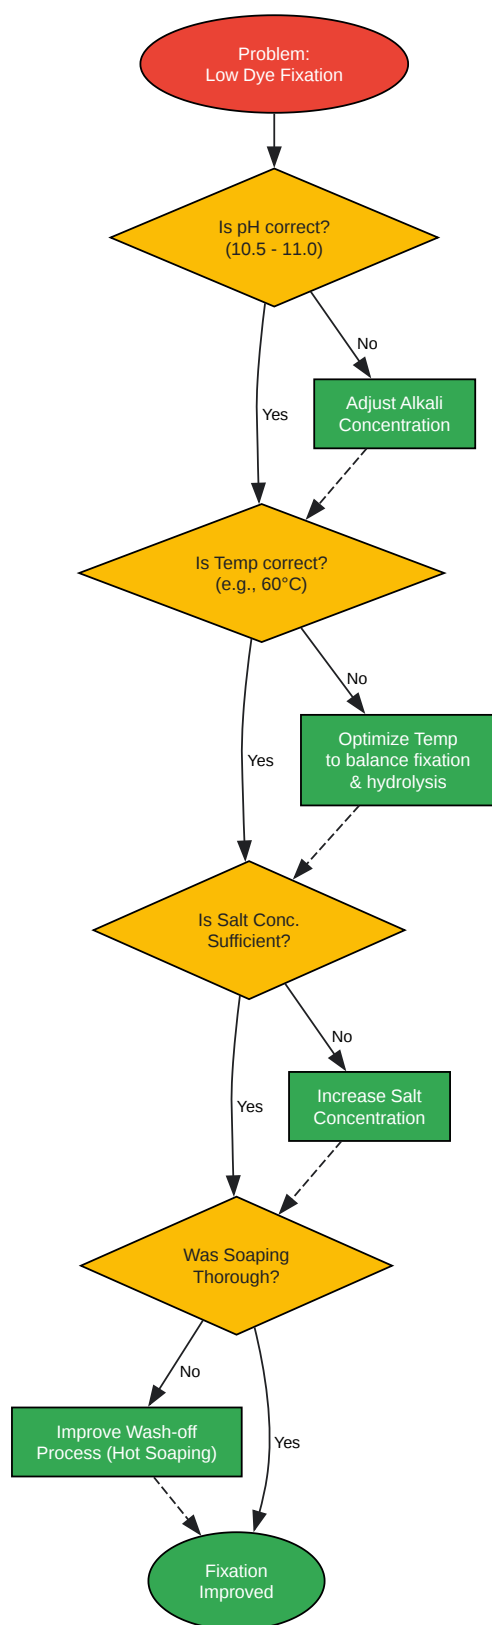 Problem:
Low Dye Fixation
Is pH correct?
(10.5 - 11.0)
No
Adjust Alkali
Concentration
Yes
Is Temp correct?
(e.g., 60°C)
No
Optimize Temp
to balance fixation
& hydrolysis
Yes
Is Salt Conc.
Sufficient?
No
Increase Salt
Concentration
Yes
Was Soaping
Thorough?
No
Improve Wash-off
Process (Hot Soaping)
Yes
Fixation
Improved